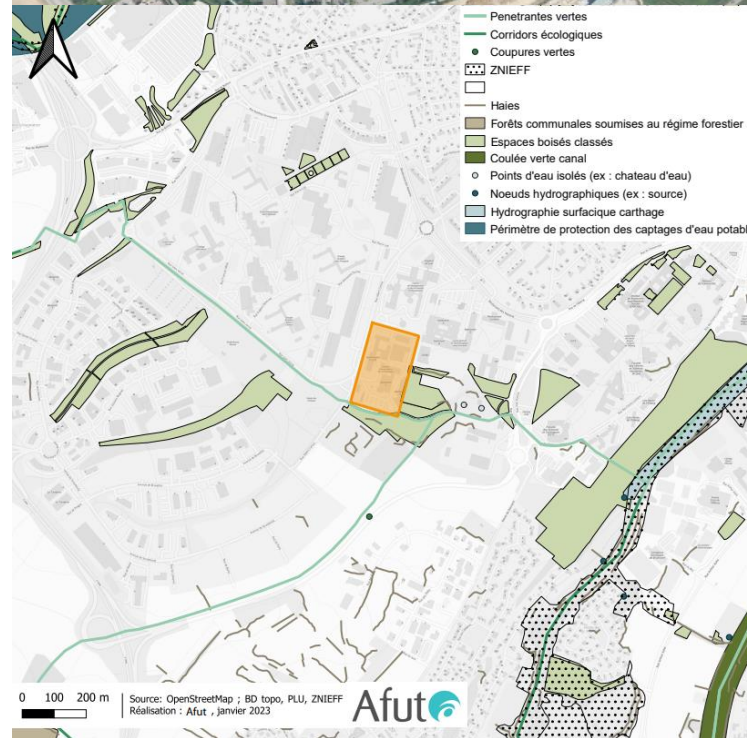 Penetrantes vertes
Corridors écologiques
Coupures vertes
ZNIEFF
Haies
Forêts communales soumises au régime forestier
Espaces boisés classés
Coulée verte canal
Points d'eau isolés (ex : chateau d'eau)
Noeuds hydrographiques (ex : source)
Hydrographie surfacique carthage
Périmètre de protection des captages d'eau potabl
0 100 200 m
Source: OpenStreetMap ; BD topo, PLU, ZNIEFF
Réalisation : Afut , janvier 2023
Afut